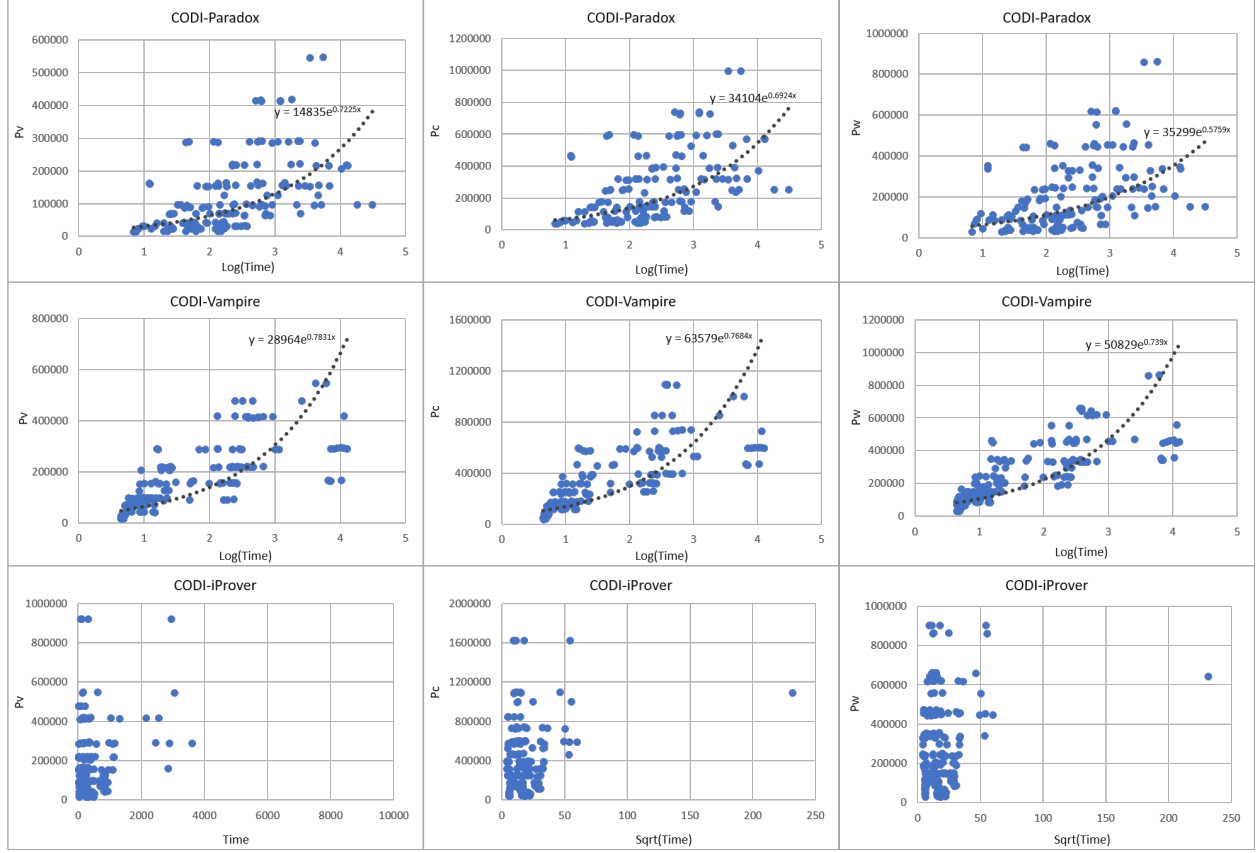 CODI-Paradox
600000
500000
400000
300000
200000
100000
0
Pv
y = 14835e^0.7225x
0 1 2 3 4 5
Log(Time)
CODI-Paradox
1200000
1000000
800000
600000
400000
200000
0
Pc
y = 34104e^0.6924x
0 1 2 3 4 5
Log(Time)
CODI-Paradox
1000000
800000
600000
400000
200000
0
Pw
y = 35299e^0.5759x
0 1 2 3 4 5
Log(Time)
CODI-Vampire
800000
600000
400000
200000
0
Pv
y = 28964e^0.7831x
0 1 2 3 4 5
Log(Time)
CODI-Vampire
1600000
1200000
800000
400000
0
Pc
y = 63579e^0.7684x
0 1 2 3 4 5
Log(Time)
CODI-Vampire
1200000
1000000
800000
600000
400000
200000
0
Pw
y = 50829e^0.739x
0 1 2 3 4 5
Log(Time)
CODI-iProver
1000000
800000
600000
400000
200000
0
Pv
0 2000 4000 6000 8000 10000
Time
CODI-iProver
2000000
1600000
1200000
800000
400000
0
Pc
0 50 100 150 200 250
Sqrt(Time)
CODI-iProver
1000000
800000
600000
400000
200000
0
Pw
0 50 100 150 200 250
Sqrt(Time)